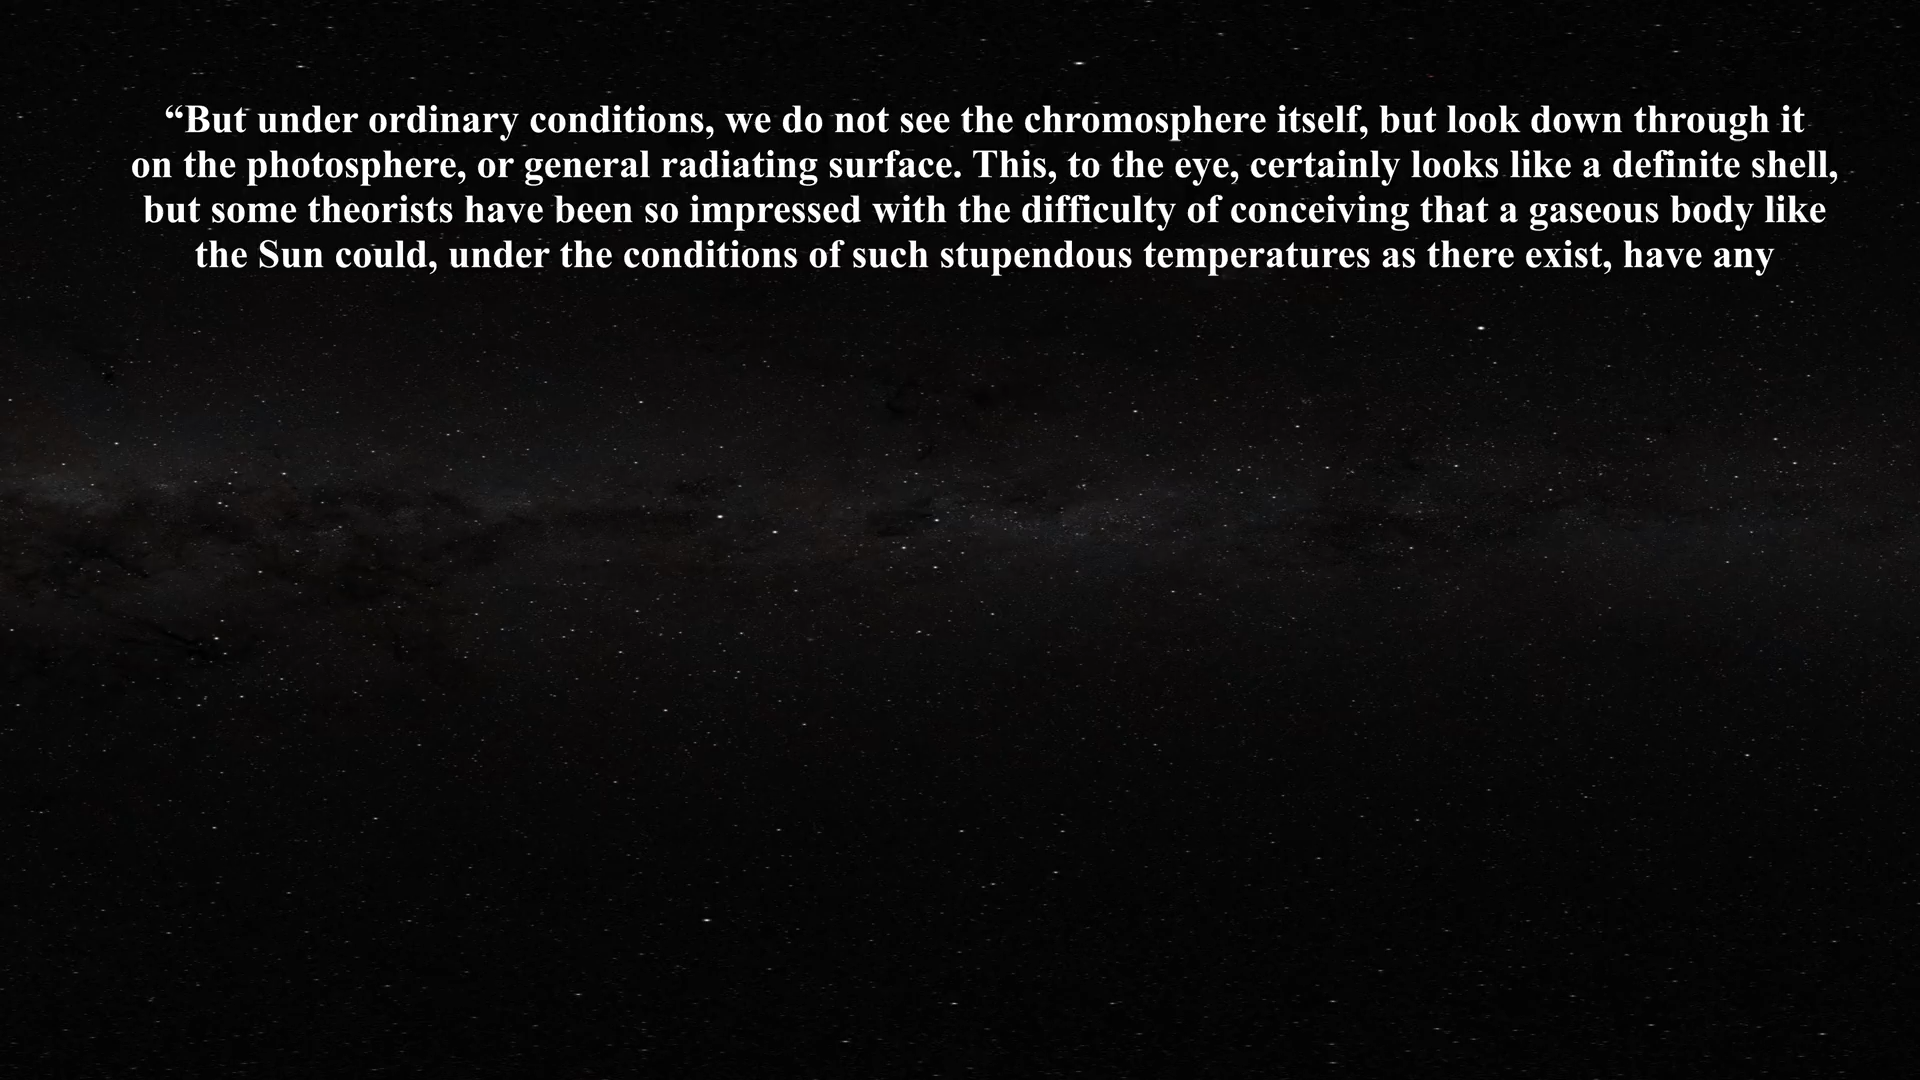 “But under ordinary conditions, we do not see the chromosphere itself, but look down through it
on the photosphere, or general radiating surface. This, to the eye, certainly looks like a definite shell,
but some theorists have been so impressed with the difficulty of conceiving that a gaseous body like
the Sun could, under the conditions of such stupendous temperatures as there exist, have any